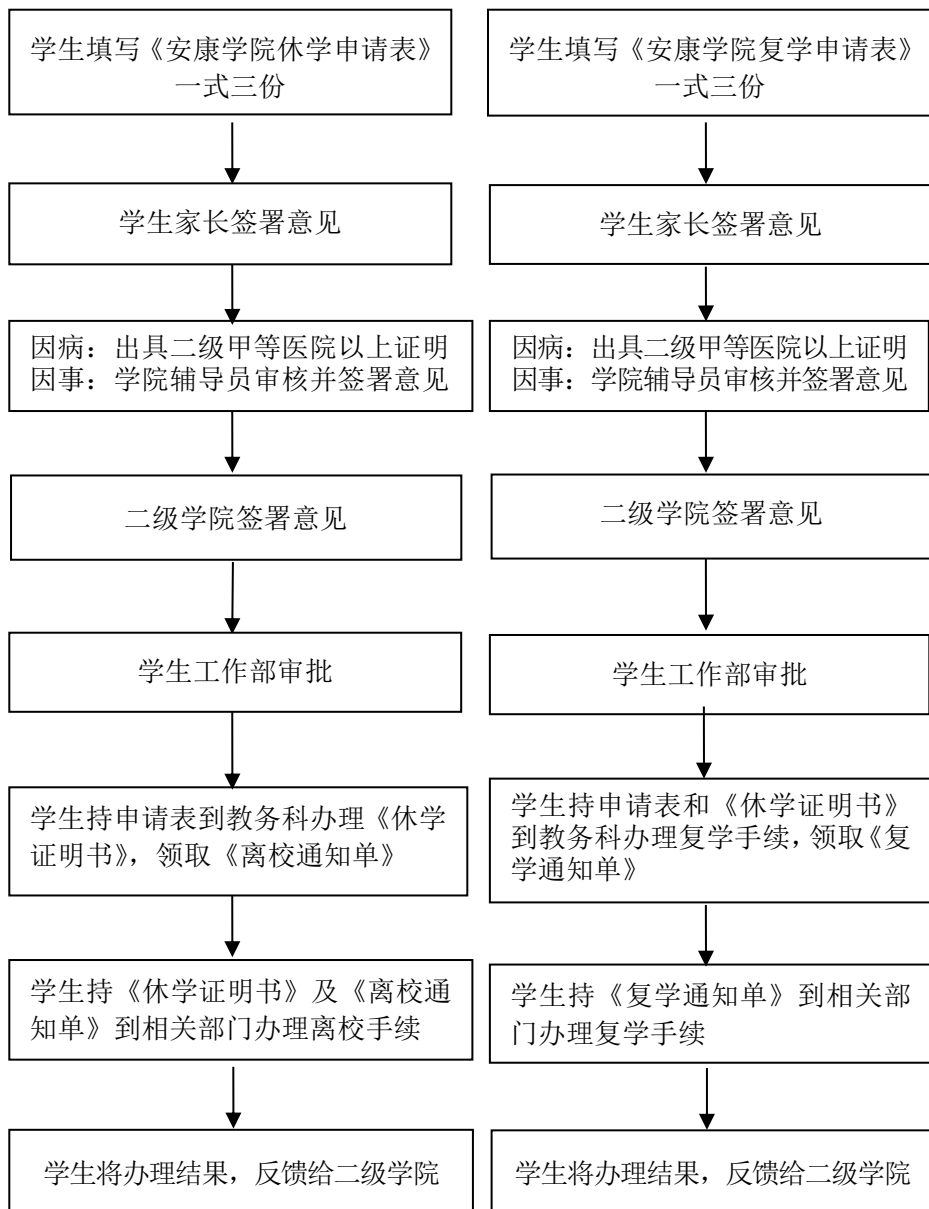 学生填写《安康学院休学申请表》
一式三份
学生家长签署意见
因病：出具二级甲等医院以上证明
因事：学院辅导员审核并签署意见
二级学院签署意见
学生工作部审批
学生持申请表到教务科办理《休学
证明书》，领取《离校通知单》
学生持《休学证明书》及《离校通
知单》到相关部门办理离校手续
学生将办理结果，反馈给二级学院
学生填写《安康学院复学申请表》
一式三份
学生家长签署意见
因病：出具二级甲等医院以上证明
因事：学院辅导员审核并签署意见
二级学院签署意见
学生工作部审批
学生持申请表和《休学证明书》
到教务科办理复学手续，领取《复
学通知单》
学生持《复学通知单》到相关部
门办理复学手续
学生将办理结果，反馈给二级学院